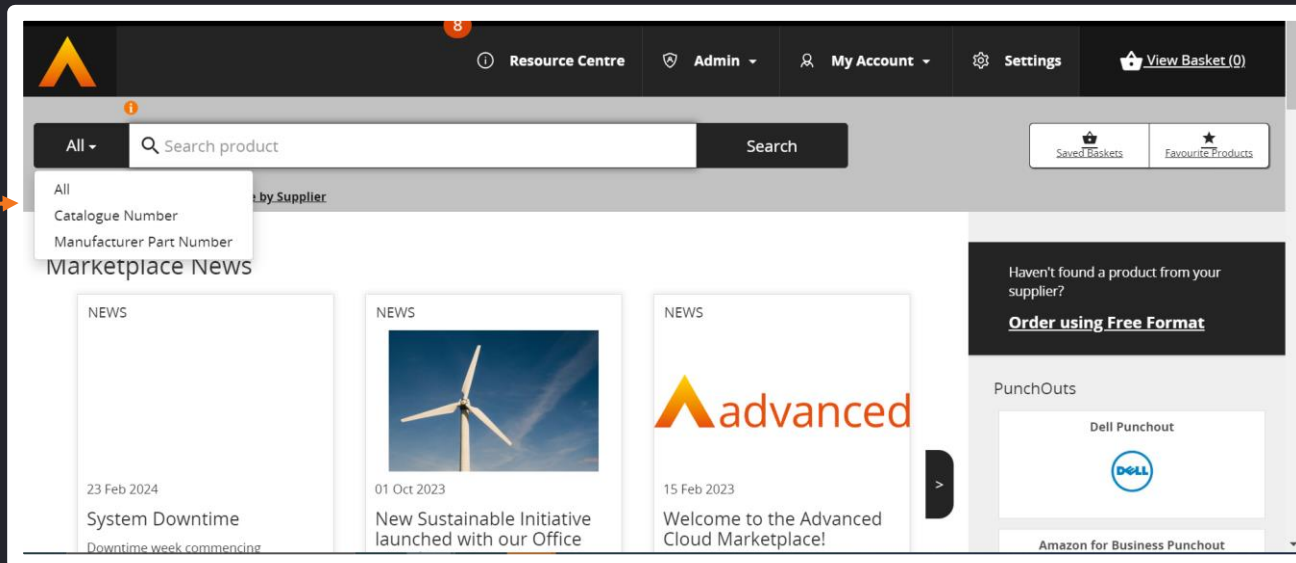 8
Resource Centre
Admin
My Account
Settings
View Basket (0)
All
Search product
Search
Saved Baskets
Favourite Products
All
Catalogue Number
Manufacturer Part Number
by Supplier
Marketplace News
Haven't found a product from your
supplier?
Order using Free Format
NEWS
23 Feb 2024
System Downtime
Downtime week commencing
NEWS
01 Oct 2023
New Sustainable Initiative
launched with our Office
NEWS
advanced
15 Feb 2023
Welcome to the Advanced
Cloud Marketplace!
>
PunchOuts
Dell Punchout
DELL
Amazon for Business Punchout